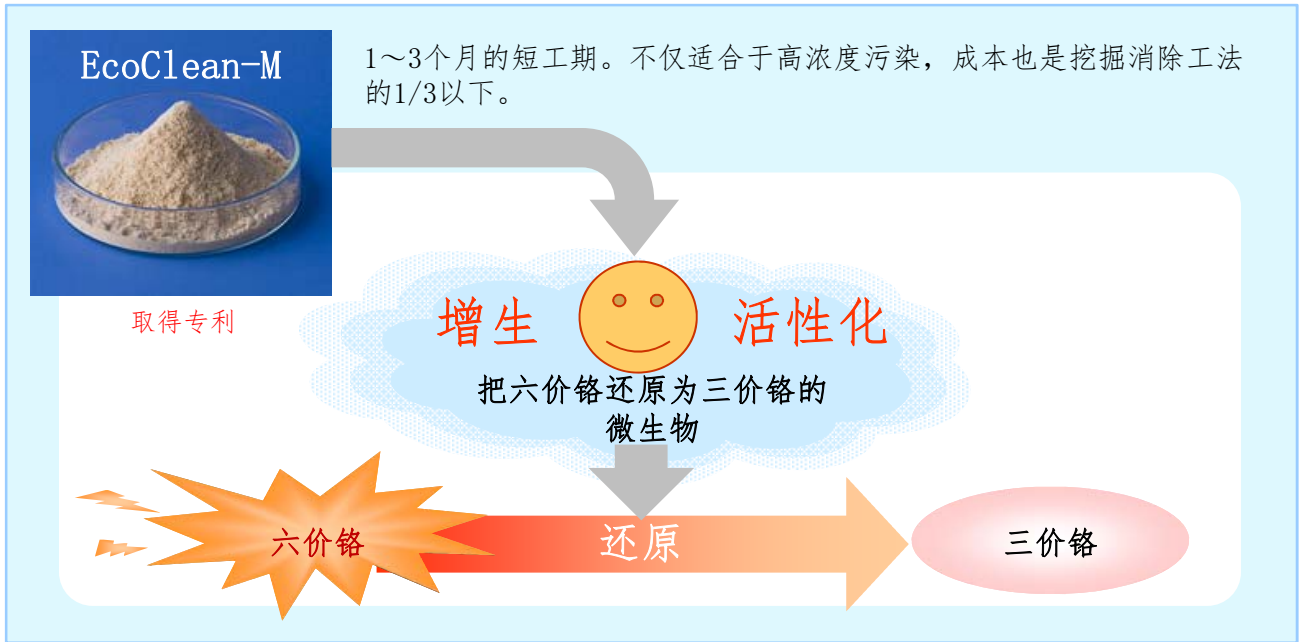 EcoClean-M
1～3个月的短工期。不仅适合于高浓度污染，成本也是挖掘消除工法
的1/3以下。
取得专利
增生
活性化
把六价铬还原为三价铬的
微生物
六价铬
还原
三价铬